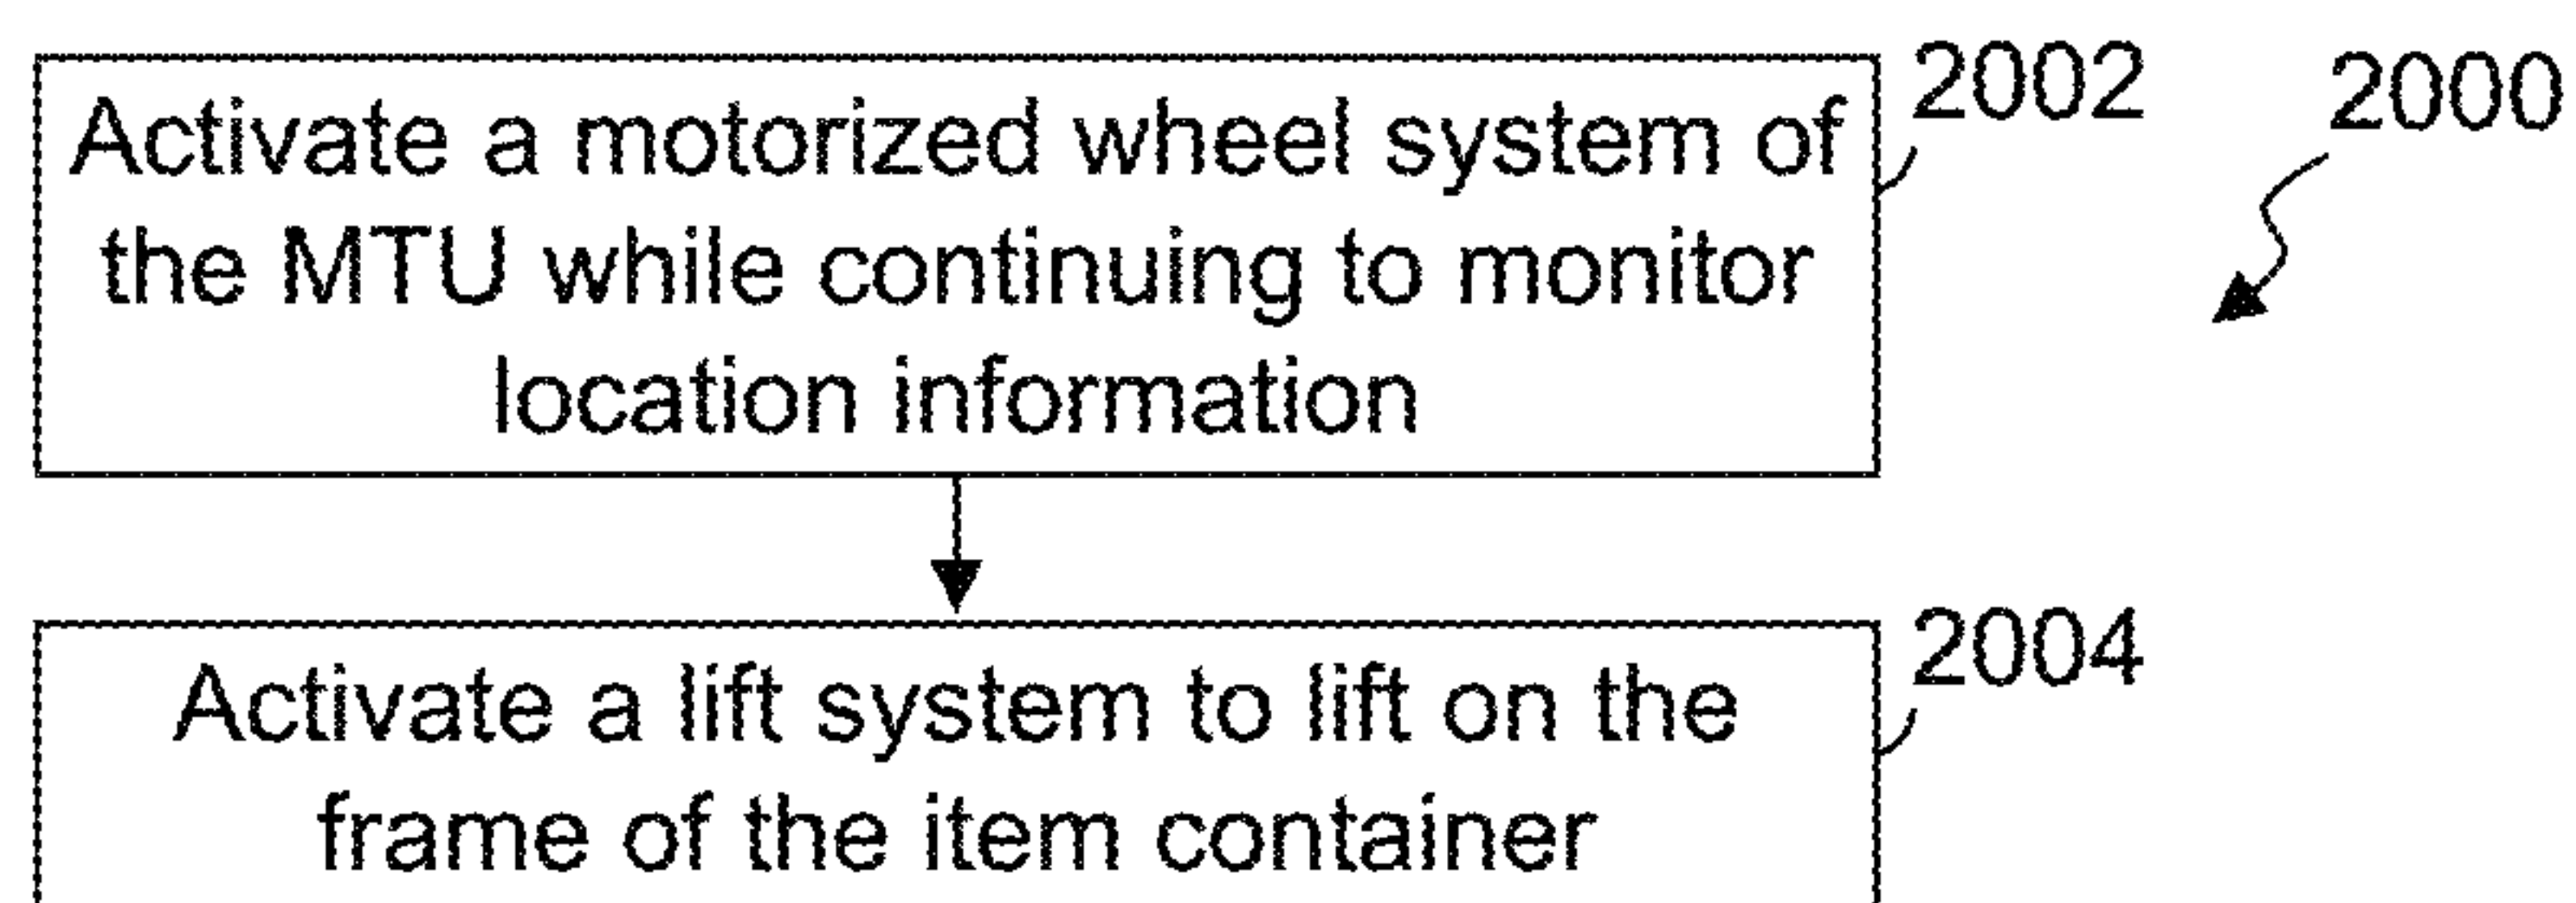 Activate a motorized wheel system of
the MTU while continuing to monitor
location information
2002
2000
Activate a lift system to lift on the
frame of the item container
2004